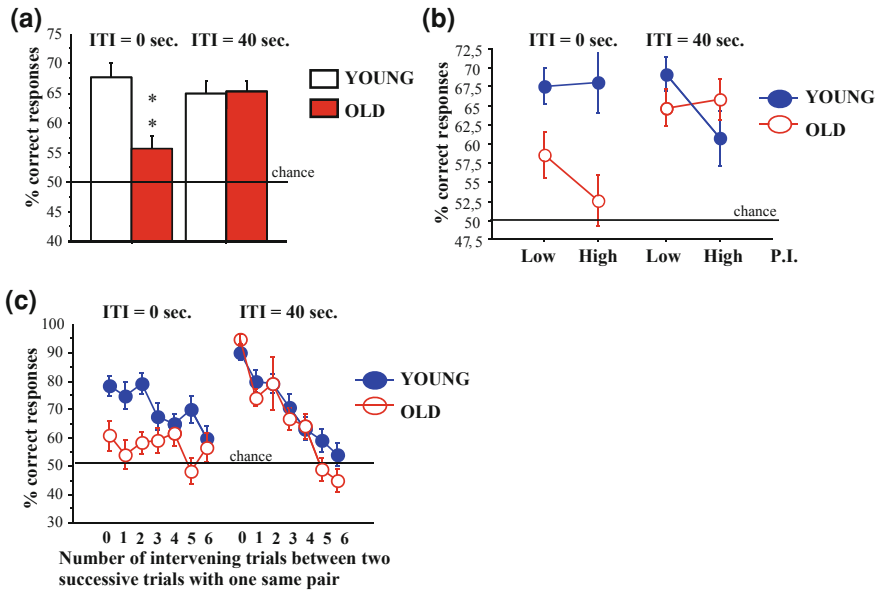 (a)
ITI = 0 sec. ITI = 40 sec.
% correct responses
75
70
65
60
55
50
45
40
**
chance
YOUNG
OLD
(b)
ITI = 0 sec. ITI = 40 sec.
% correct responses
72,5
70
67,5
65
62,5
60
57,5
55
52,5
50
47,5
chance
Low High Low High P.I.
YOUNG
OLD
(c)
ITI = 0 sec. ITI = 40 sec.
% correct responses
100
90
80
70
60
50
40
30
chance
0 1 2 3 4 5 6 0 1 2 3 4 5 6
Number of intervening trials between two
successive trials with one same pair
YOUNG
OLD